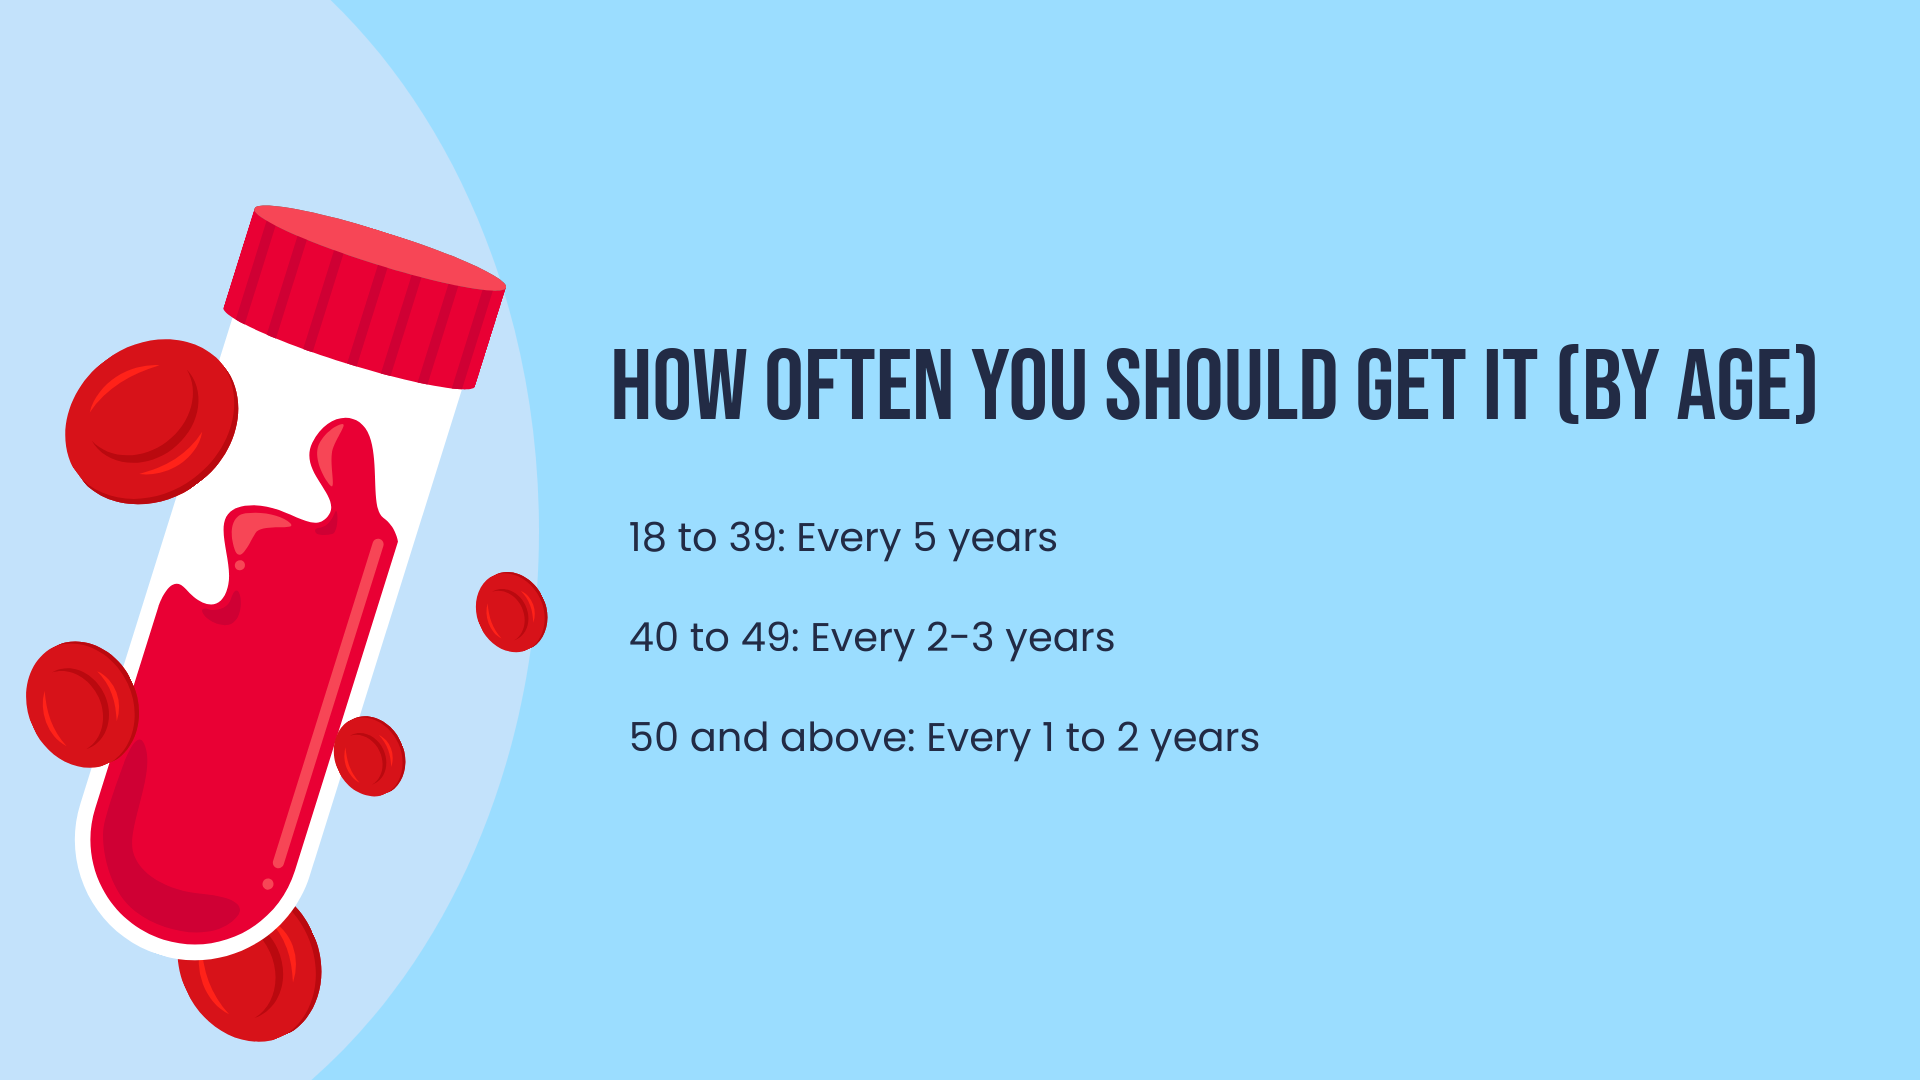 HOW OFTEN YOU SHOULD GET IT (BY AGE)
18 to 39: Every 5 years
40 to 49: Every 2-3 years
50 and above: Every 1 to 2 years